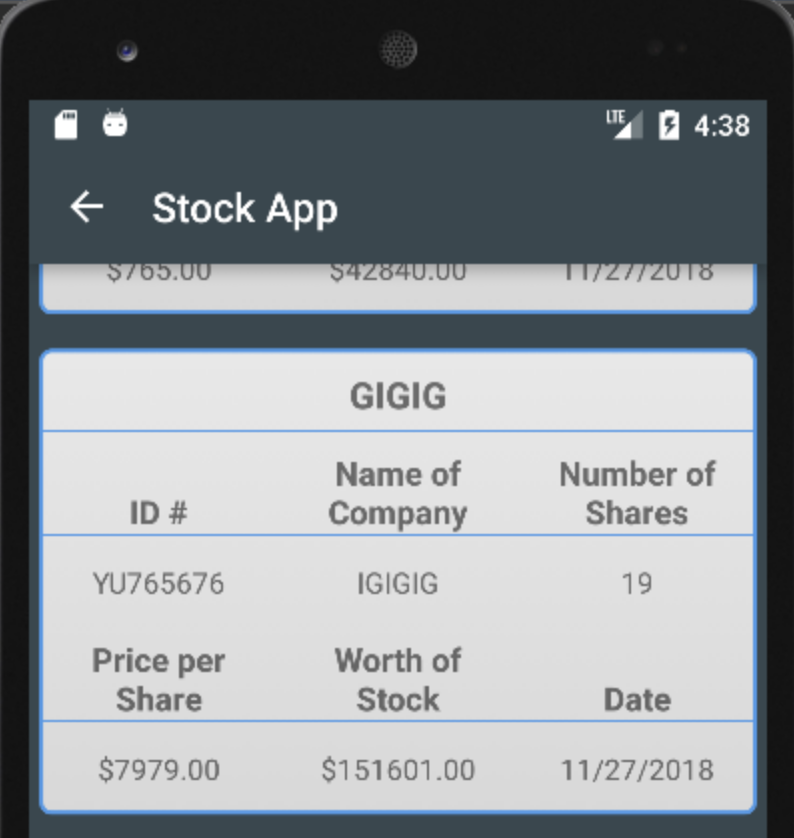 LTE 4:38
Stock App
$765.00 $42840.00 11/27/2018
GIGIG
Name of Number of
ID # Company Shares
YU765676 IGIGIG 19
Price per Worth of
Share Stock Date
$7979.00 $151601.00 11/27/2018